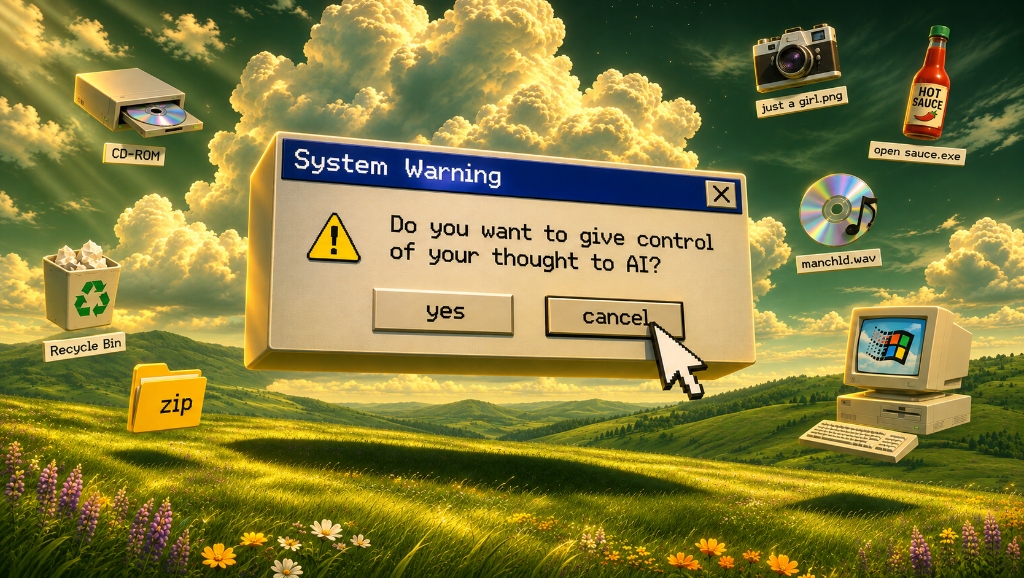 CD-ROM
just a girl.png
HOT
SAUCE
open sauce.exe
System Warning
Do you want to give control
of your thought to AI?
yes
cancel
manchld.wav
Recycle Bin
zip